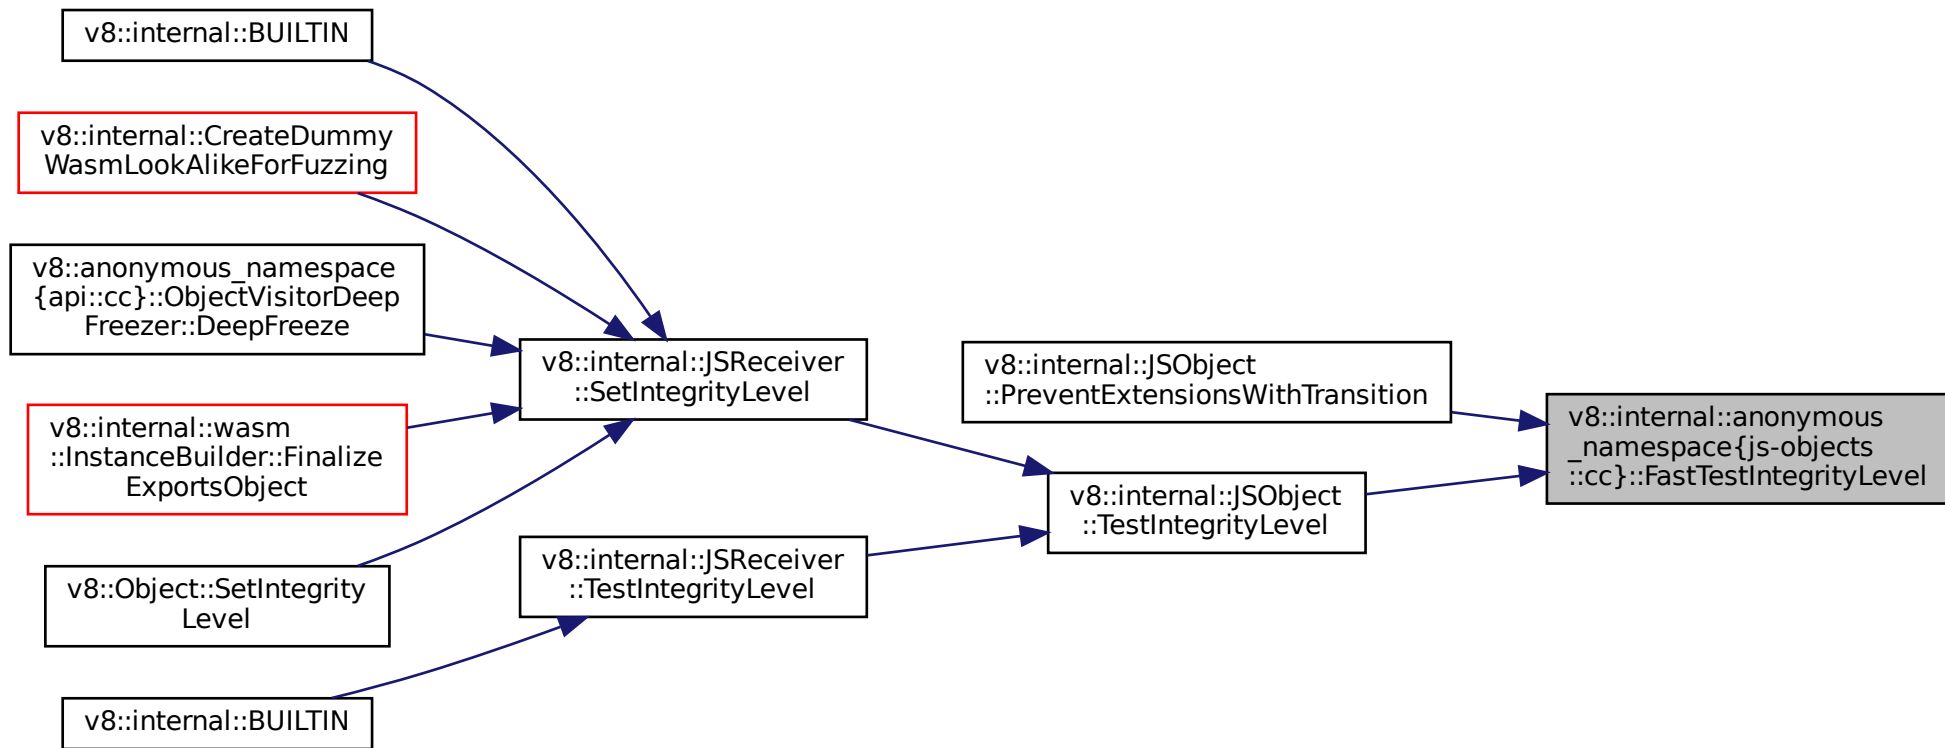 v8::internal::BUILTIN
v8::internal::CreateDummy
WasmLookAlikeForFuzzing
v8::anonymous_namespace
{api::cc}::ObjectVisitorDeep
Freezer::DeepFreeze
v8::internal::wasm
::InstanceBuilder::Finalize
ExportsObject
v8::Object::SetIntegrity
Level
v8::internal::BUILTIN
v8::internal::JSReceiver
::SetIntegrityLevel
v8::internal::JSReceiver
::TestIntegrityLevel
v8::internal::JSObject
::PreventExtensionsWithTransition
v8::internal::JSObject
::TestIntegrityLevel
v8::internal::anonymous
_namespace{js-objects
::cc}::FastTestIntegrityLevel